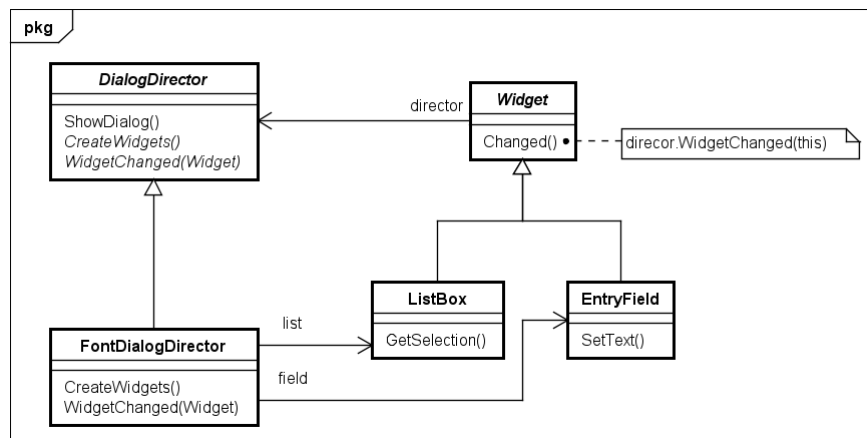 pkg
DialogDirector
ShowDialog()
CreateWidgets()
WidgetChanged(Widget)
director
Widget
Changed()
direcor.WidgetChanged(this)
ListBox
GetSelection()
EntryField
SetText()
FontDialogDirector
CreateWidgets()
WidgetChanged(Widget)
list
field